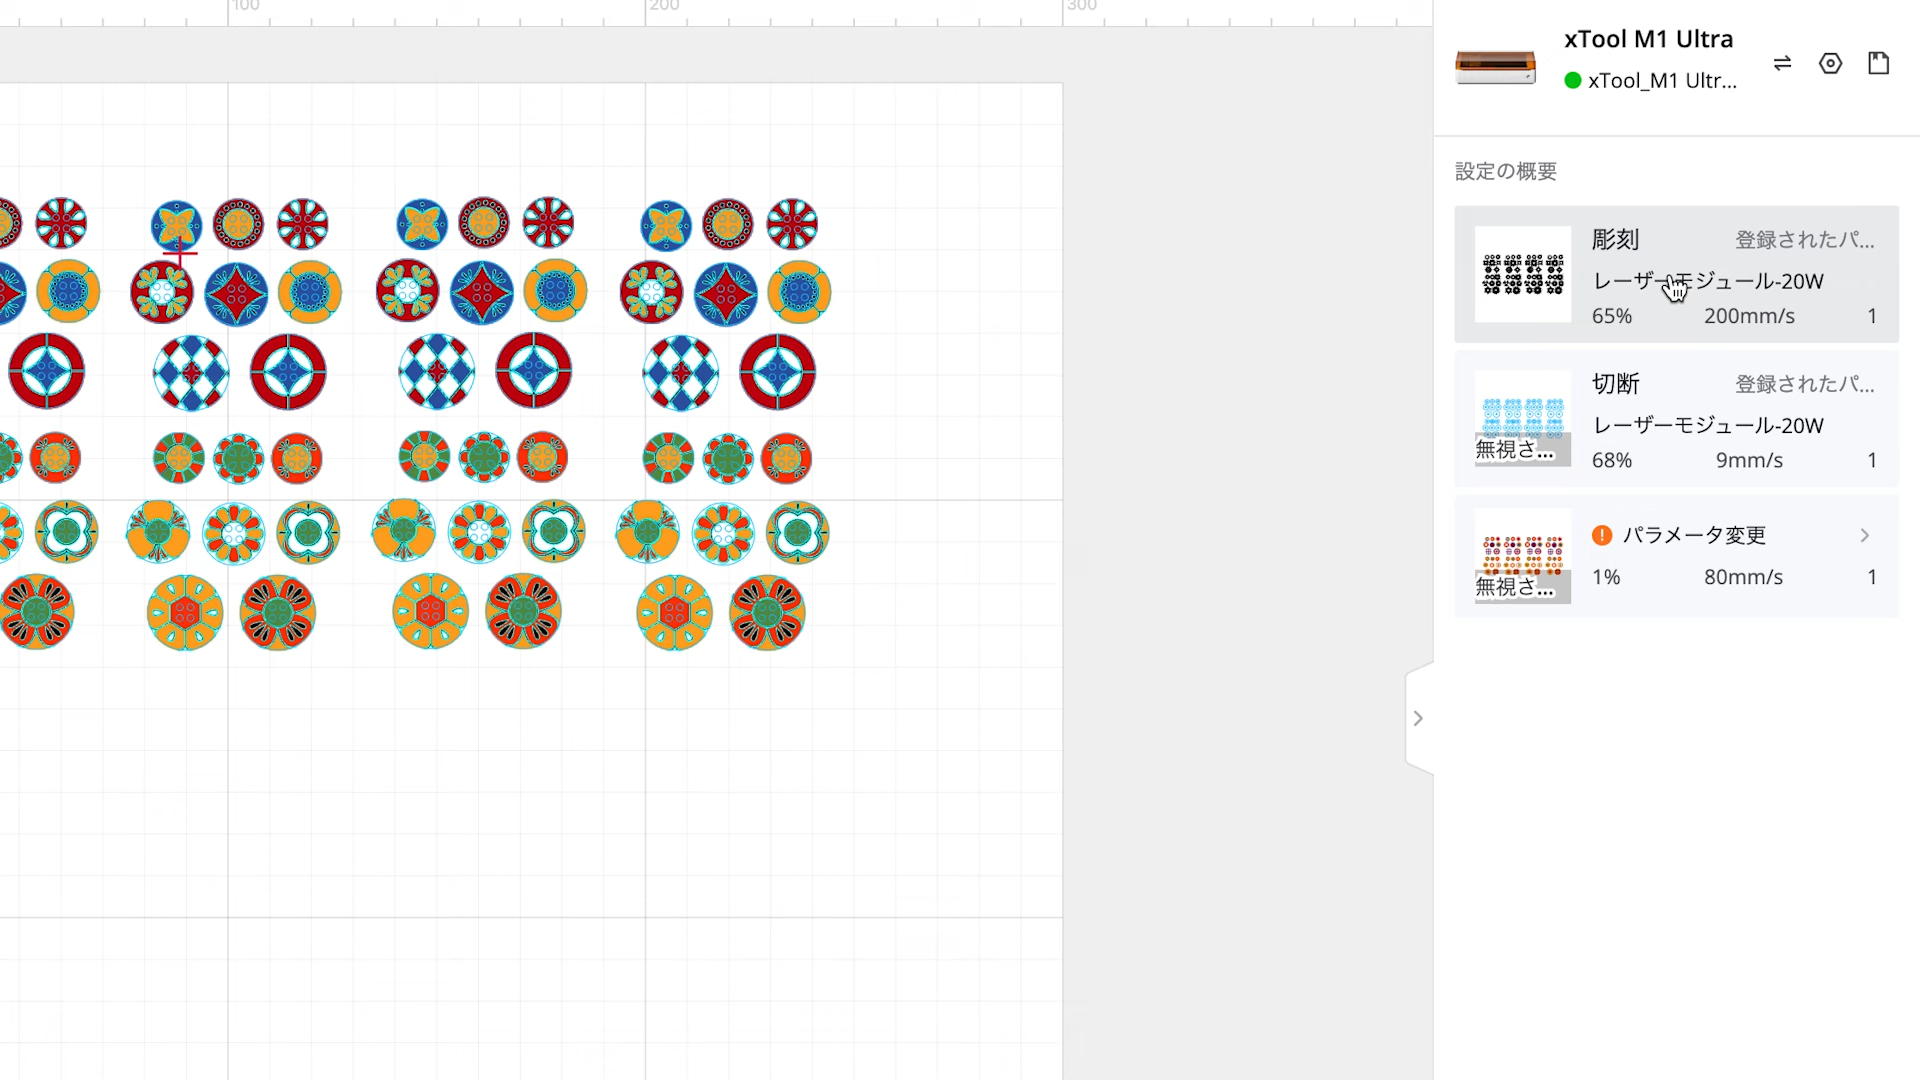 100
200
300
xTool M1 Ultra
xTool_M1 Ultr...
設定の概要
彫刻 登録されたパ...
レーザーモジュール-20W
65% 200mm/s 1
切断 登録されたパ...
無視さ...
レーザーモジュール-20W
68% 9mm/s 1
パラメータ変更
無視さ...
1% 80mm/s 1